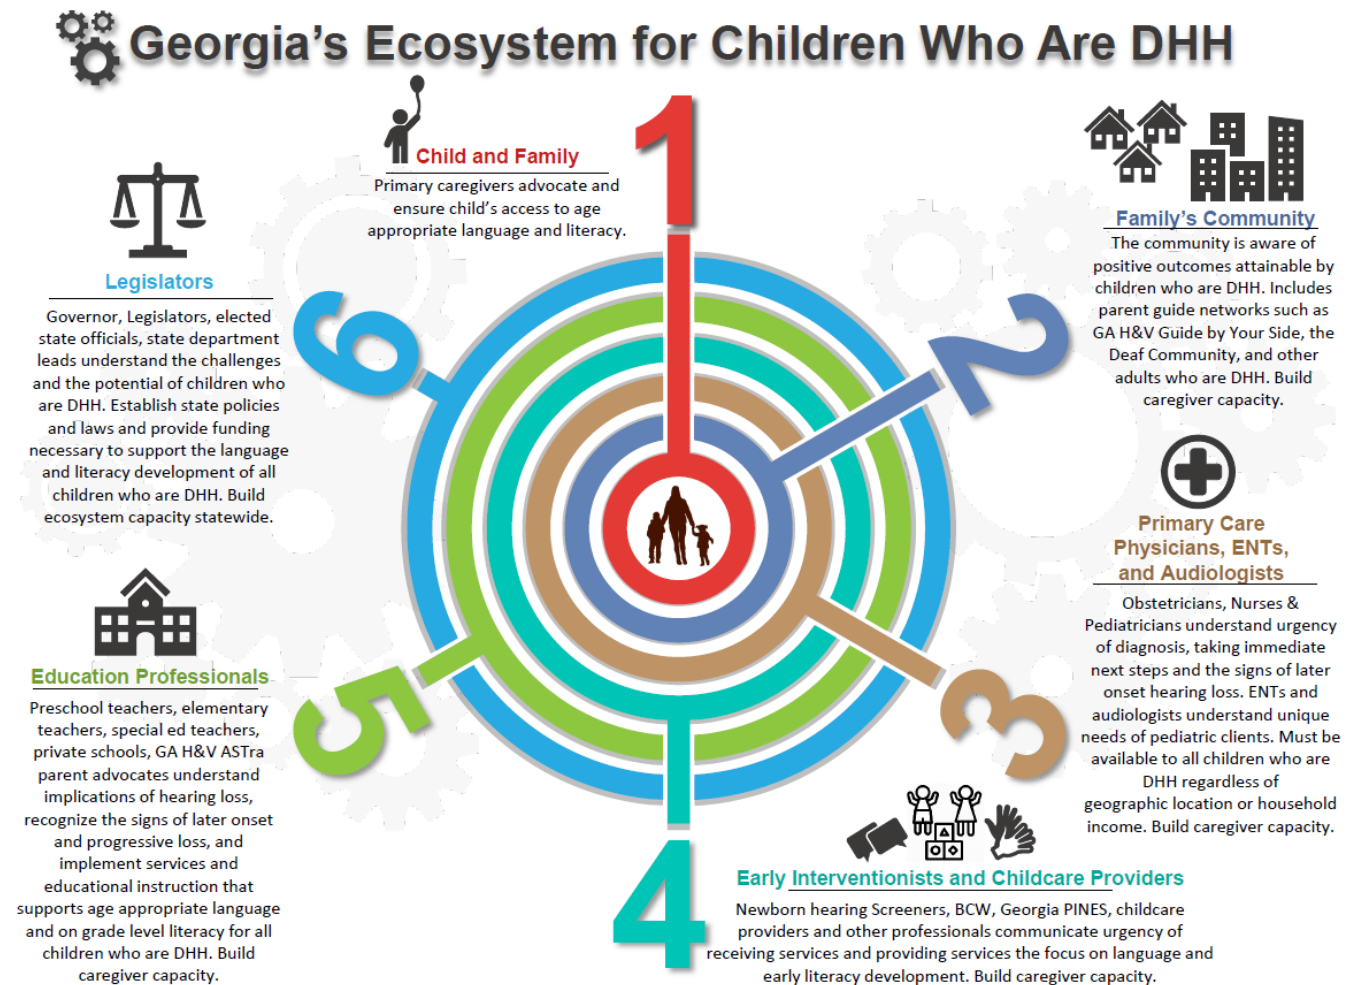 Georgia's Ecosystem for Children Who Are DHH
1
Child and Family
Primary caregivers advocate and
ensure child's access to age
appropriate language and literacy.
2
Family's Community
The community is aware of
positive outcomes attainable by
children who are DHH. Includes
parent guide networks such as
GA H&V Guide by Your Side, the
Deaf Community, and other
adults who are DHH. Build
caregiver capacity.
3
Primary Care
Physicians, ENTs,
and Audiologists
Obstetricians, Nurses &
Pediatricians understand urgency
of diagnosis, taking immediate
next steps and the signs of later
onset hearing loss. ENTs and
audiologists understand unique
needs of pediatric clients. Must be
available to all children who are
DHH regardless of
geographic location or household
income. Build caregiver capacity.
4
Early Interventionists and Childcare Providers
Newborn hearing Screeners, BCW, Georgia PINES, childcare
providers and other professionals communicate urgency of
receiving services and providing services the focus on language and
early literacy development. Build caregiver capacity.
5
Education Professionals
Preschool teachers, elementary
teachers, special ed teachers,
private schools, GA H&V ASTra
parent advocates understand
implications of hearing loss,
recognize the signs of later onset
and progressive loss, and
implement services and
educational instruction that
supports age appropriate language
and on grade level literacy for all
children who are DHH. Build
caregiver capacity.
6
Legislators
Governor, Legislators, elected
state officials, state department
leads understand the challenges
and the potential of children who
are DHH. Establish state policies
and laws and provide funding
necessary to support the language
and literacy development of all
children who are DHH. Build
ecosystem capacity statewide.